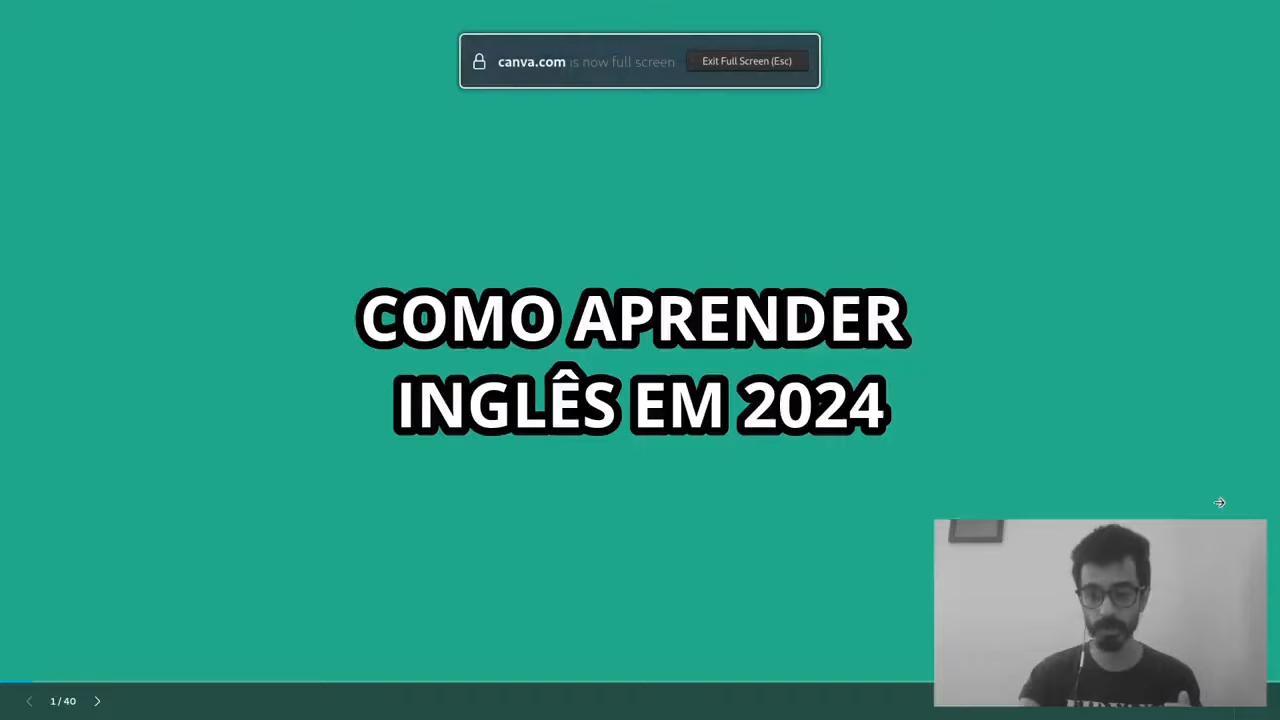 canva.com is now full screen Exit Full Screen (Esc)
COMO APRENDER
INGLÊS EM 2024
1 / 40